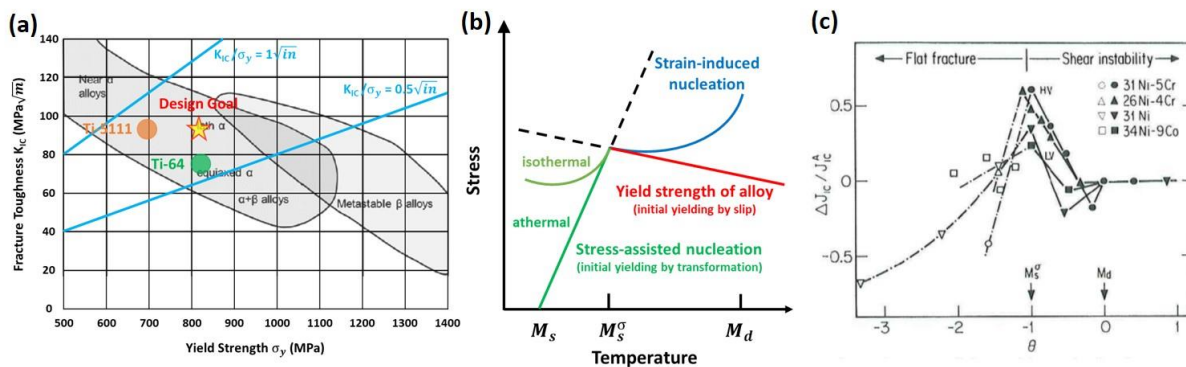 (a)
140
120
100
80
60
40
20
0
Fracture Toughness K_IC (MPa√m)
K_IC/σ_y = 1√in
K_IC/σ_y = 0.5√in
Near α
alloys
Design Goal
Ti-5111
Ti-64
equiaxed α
α+β alloys
Metastable β alloys
500 600 700 800 900 1000 1100 1200 1300 1400
Yield Strength σ_y (MPa)
(b)
Stress
Strain-induced
nucleation
isothermal
Yield strength of alloy
(initial yielding by slip)
athermal
Stress-assisted nucleation
(initial yielding by transformation)
M_s M_s^σ M_d
Temperature
(c)
Flat fracture Shear instability
31 Ni-5Cr
26Ni-4Cr
31 Ni
34Ni-9Co
HV
LV
0.5
0
-0.5
ΔJ_IC / J_IC^A
M_s^σ
M_d
-3 -2 -1 0 1
θ